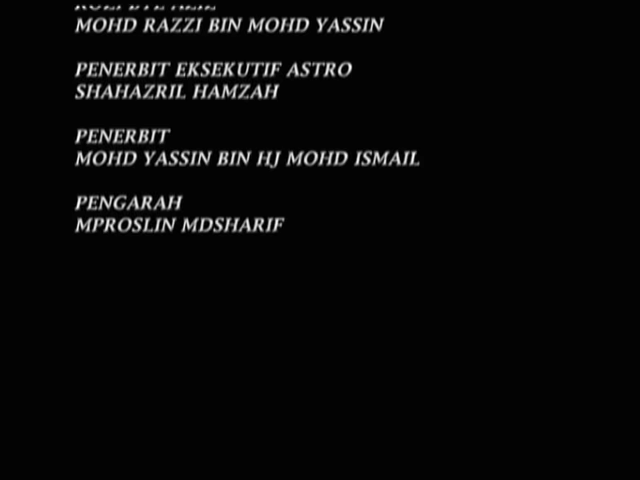 MOHD RAZZI BIN MOHD YASSIN
PENERBIT EKSEKUTIF ASTRO
SHAHAZRIL HAMZAH
PENERBIT
MOHD YASSIN BIN HJ MOHD ISMAIL
PENGARAH
MPROSLIN MDSHARIF